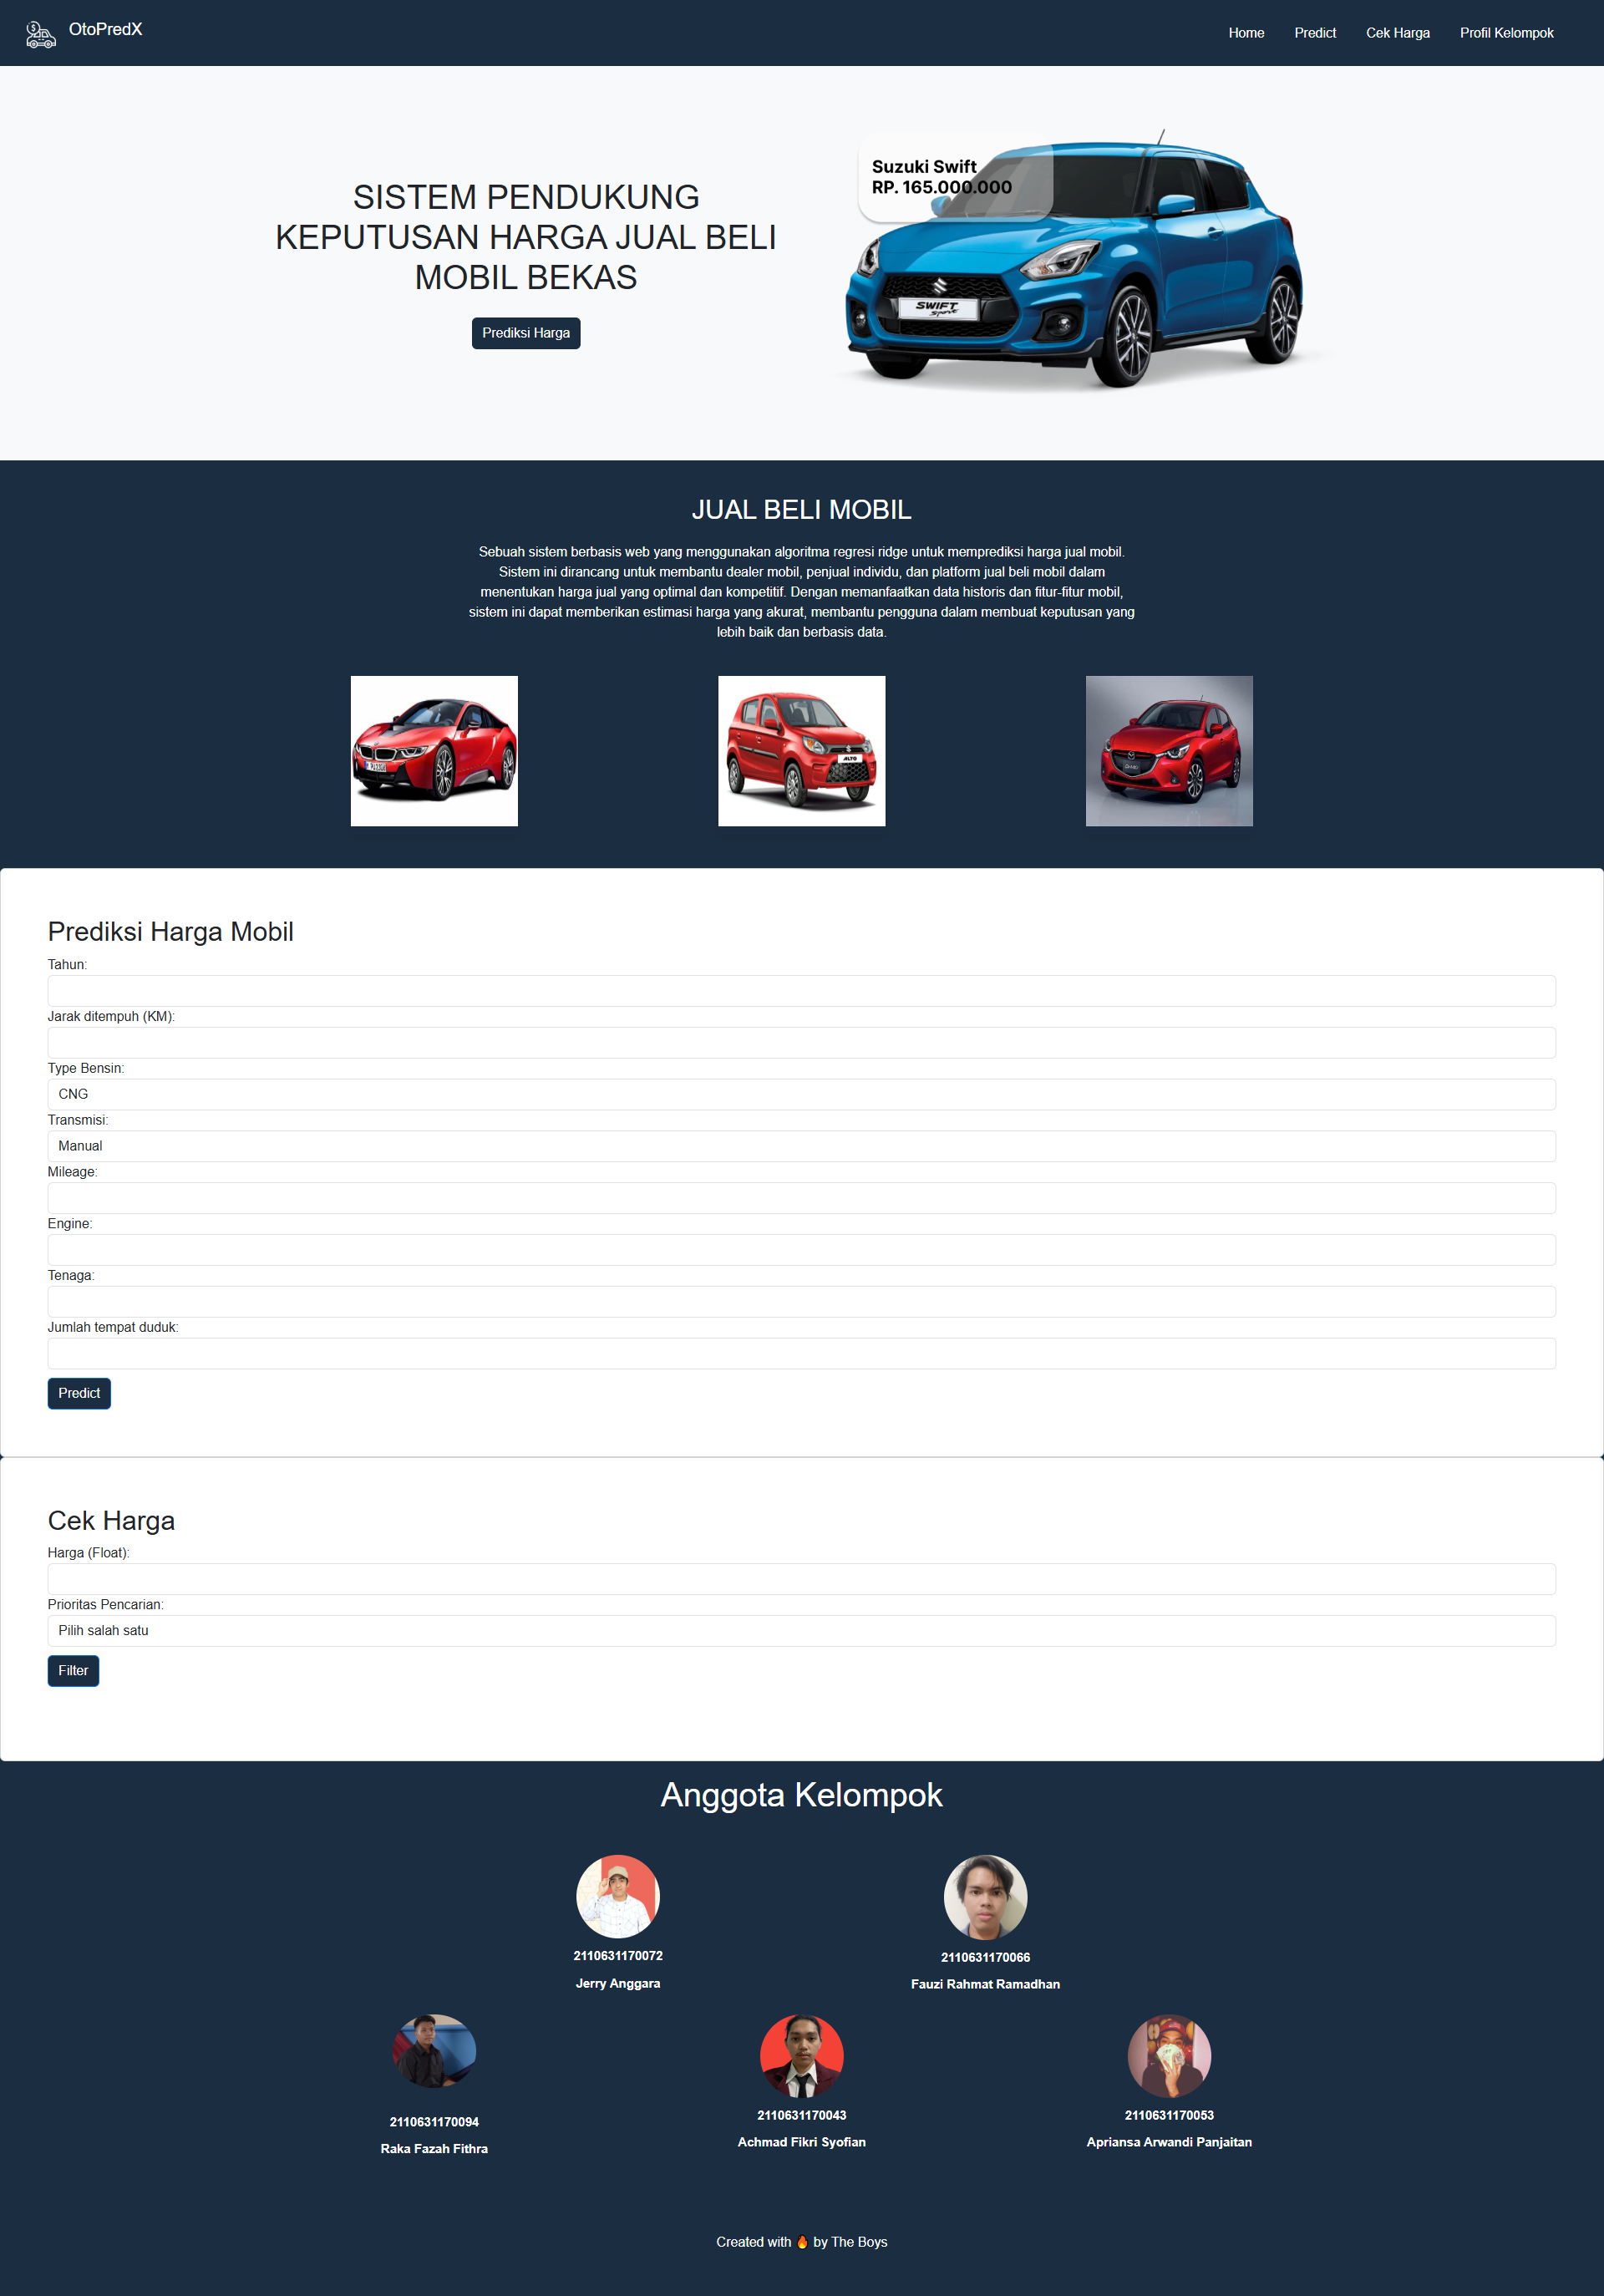 OtoPredX
Home
Predict
Cek Harga
Profil Kelompok
Suzuki Swift
RP. 165.000.000
SISTEM PENDUKUNG
KEPUTUSAN HARGA JUAL BELI
MOBIL BEKAS
Prediksi Harga
SWIFT
Sport
JUAL BELI MOBIL
Sebuah sistem berbasis web yang menggunakan algoritma regresi ridge untuk memprediksi harga jual mobil.
Sistem ini dirancang untuk membantu dealer mobil, penjual individu, dan platform jual beli mobil dalam
menentukan harga jual yang optimal dan kompetitif. Dengan memanfaatkan data historis dan fitur-fitur mobil,
sistem ini dapat memberikan estimasi harga yang akurat, membantu pengguna dalam membuat keputusan yang
lebih baik dan berbasis data.
ALTO
Prediksi Harga Mobil
Tahun:
Jarak ditempuh (KM):
Type Bensin:
CNG
Transmisi:
Manual
Mileage:
Engine:
Tenaga:
Jumlah tempat duduk:
Predict
Cek Harga
Harga (Float):
Prioritas Pencarian:
Pilih salah satu
Filter
Anggota Kelompok
2110631170072
Jerry Anggara
2110631170066
Fauzi Rahmat Ramadhan
2110631170094
Raka Fazah Fithra
2110631170043
Achmad Fikri Syofian
2110631170053
Apriansa Arwandi Panjaitan
Created with 🔥 by The Boys